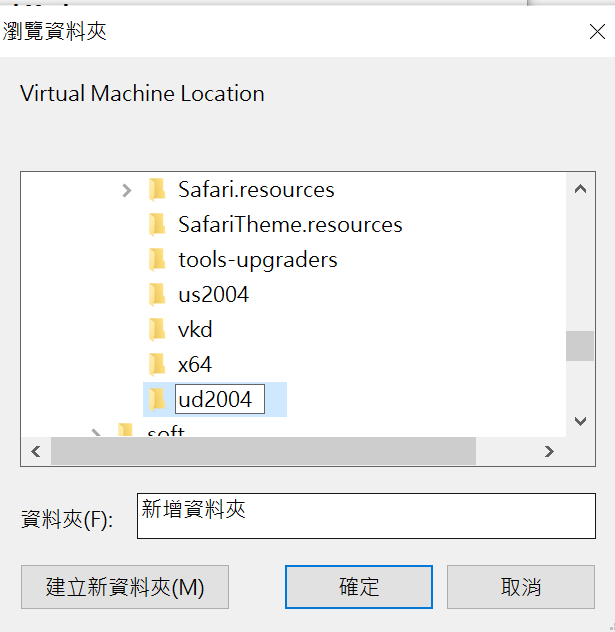 瀏覽資料夾
Virtual Machine Location
Safari.resources
SafariTheme.resources
tools-upgraders
us2004
vkd
x64
ud2004
soft
資料夾(F):
新增資料夾
建立新資料夾(M)
確定
取消